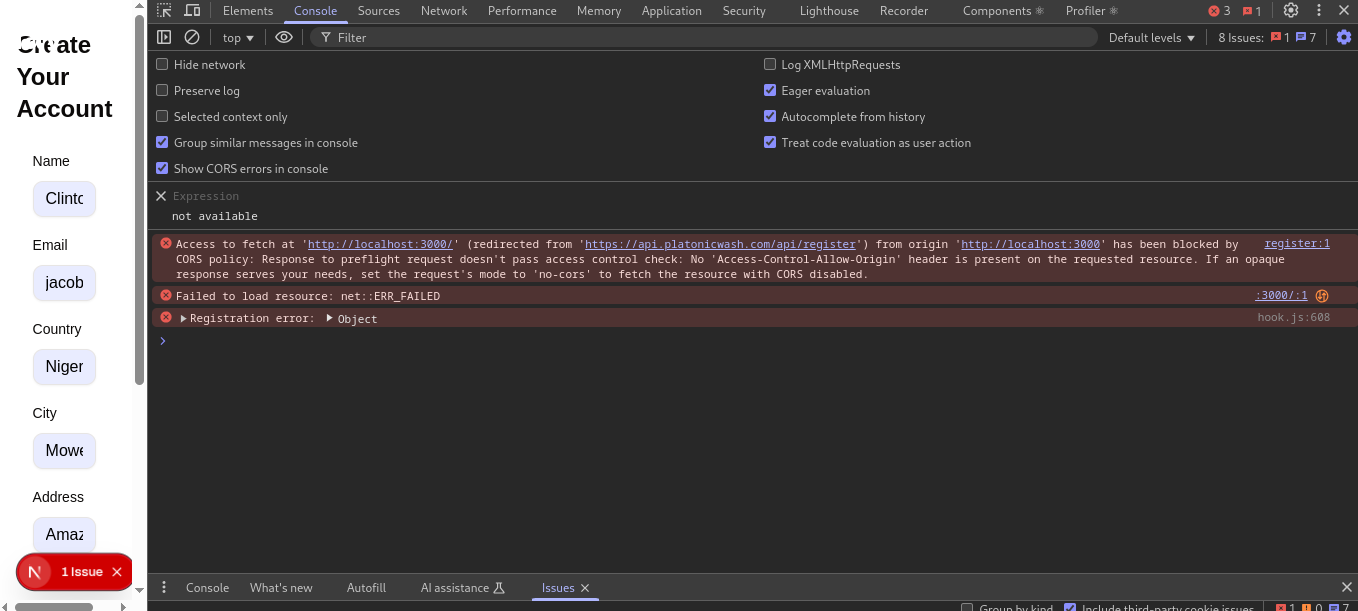 Create
Your
Account
Name
Clinto
Email
jacob
Country
Niger
City
Mowe
Address
Amaz
1 Issue
Elements Console Sources Network Performance Memory Application Security Lighthouse Recorder Components Profiler 3 1
top Filter Default levels 8 Issues: 1 7
Hide network Log XMLHttpRequests
Preserve log Eager evaluation
Selected context only Autocomplete from history
Group similar messages in console Treat code evaluation as user action
Show CORS errors in console
Expression
not available
Access to fetch at 'http://localhost:3000/' (redirected from 'https://api.platonicwash.com/api/register') from origin 'http://localhost:3000' has been blocked by register:1
CORS policy: Response to preflight request doesn't pass access control check: No 'Access-Control-Allow-Origin' header is present on the requested resource. If an opaque
response serves your needs, set the request's mode to 'no-cors' to fetch the resource with CORS disabled.
Failed to load resource: net::ERR_FAILED :3000/:1
Registration error: Object hook.js:608
Console What's new Autofill AI assistance Issues
Group by kind Include third-party cookie issues 1 0 7